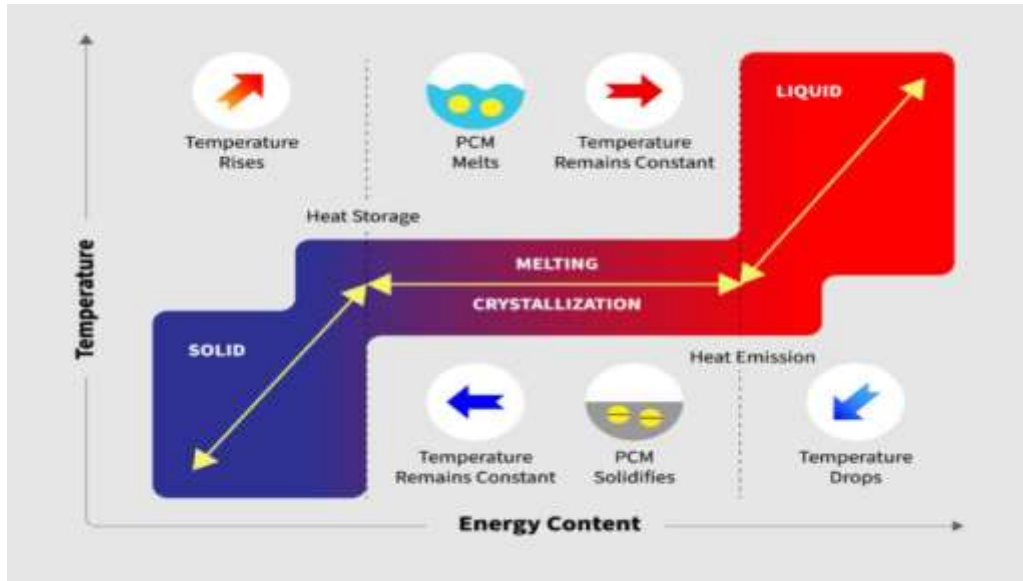 Temperature
Rises
PCM
Melts
Temperature
Remains Constant
LIQUID
Heat Storage
MELTING
CRYSTALLIZATION
SOLID
Heat Emission
Temperature
Remains Constant
PCM
Solidifies
Temperature
Drops
Temperature
Energy Content